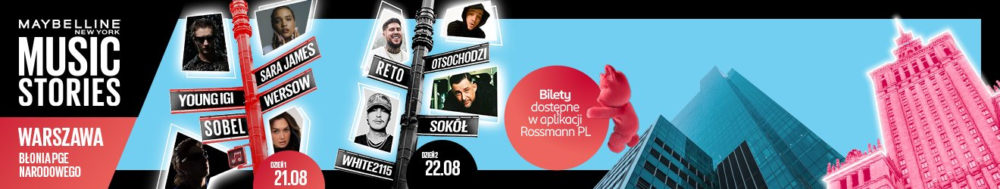 MAYBELLINE
NEW YORK
MUSIC
STORIES
WARSZAWA
BŁONIA PGE
NARODOWEGO
SARA JAMES
YOUNG IGI
WERSOW
SOBEL
DZIEŃ 1
21.08
OTSOCHODZI
RETO
SOKÓŁ
WHITE2115
DZIEŃ 2
22.08
Bilety
dostępne
w aplikacji
Rossmann PL